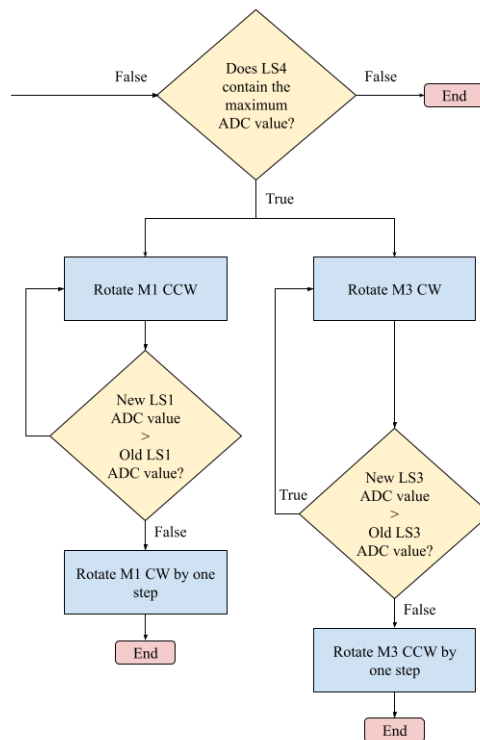 False
Does LS4
contain the
maximum
ADC value?
False
End
True
Rotate M1 CCW
Rotate M3 CW
New LS1
ADC value
>
Old LS1
ADC value?
True
New LS3
ADC value
>
Old LS3
ADC value?
False
Rotate M1 CW by one
step
End
False
Rotate M3 CCW by
one step
End